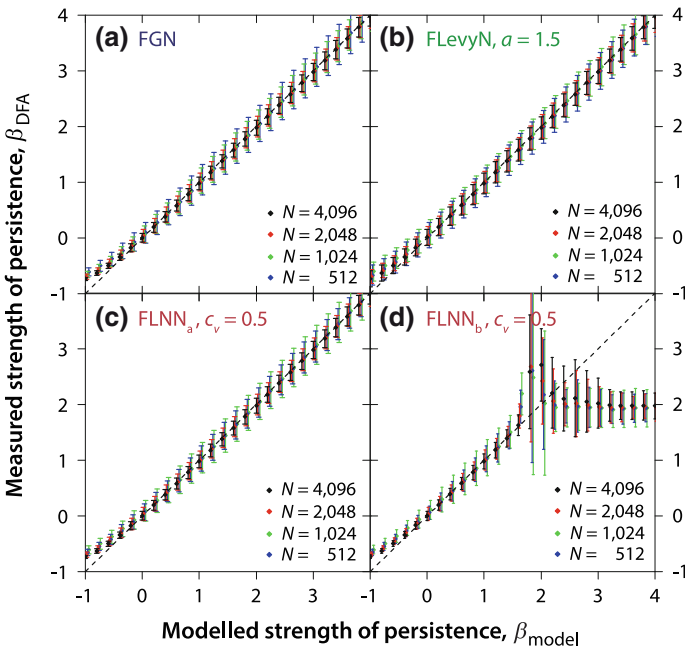 (a) FGN
(b) FLevyN, a = 1.5
4
3
2
1
0
-1
4
3
2
1
0
-1
N = 4,096
N = 2,048
N = 1,024
N = 512
N = 4,096
N = 2,048
N = 1,024
N = 512
(c) FLNNₐ, cᵥ = 0.5
(d) FLNN_b, cᵥ = 0.5
3
2
1
0
-1
3
2
1
0
-1
N = 4,096
N = 2,048
N = 1,024
N = 512
N = 4,096
N = 2,048
N = 1,024
N = 512
-1 0 1 2 3
-1 0 1 2 3 4
Measured strength of persistence, β_DFA
Modelled strength of persistence, β_model